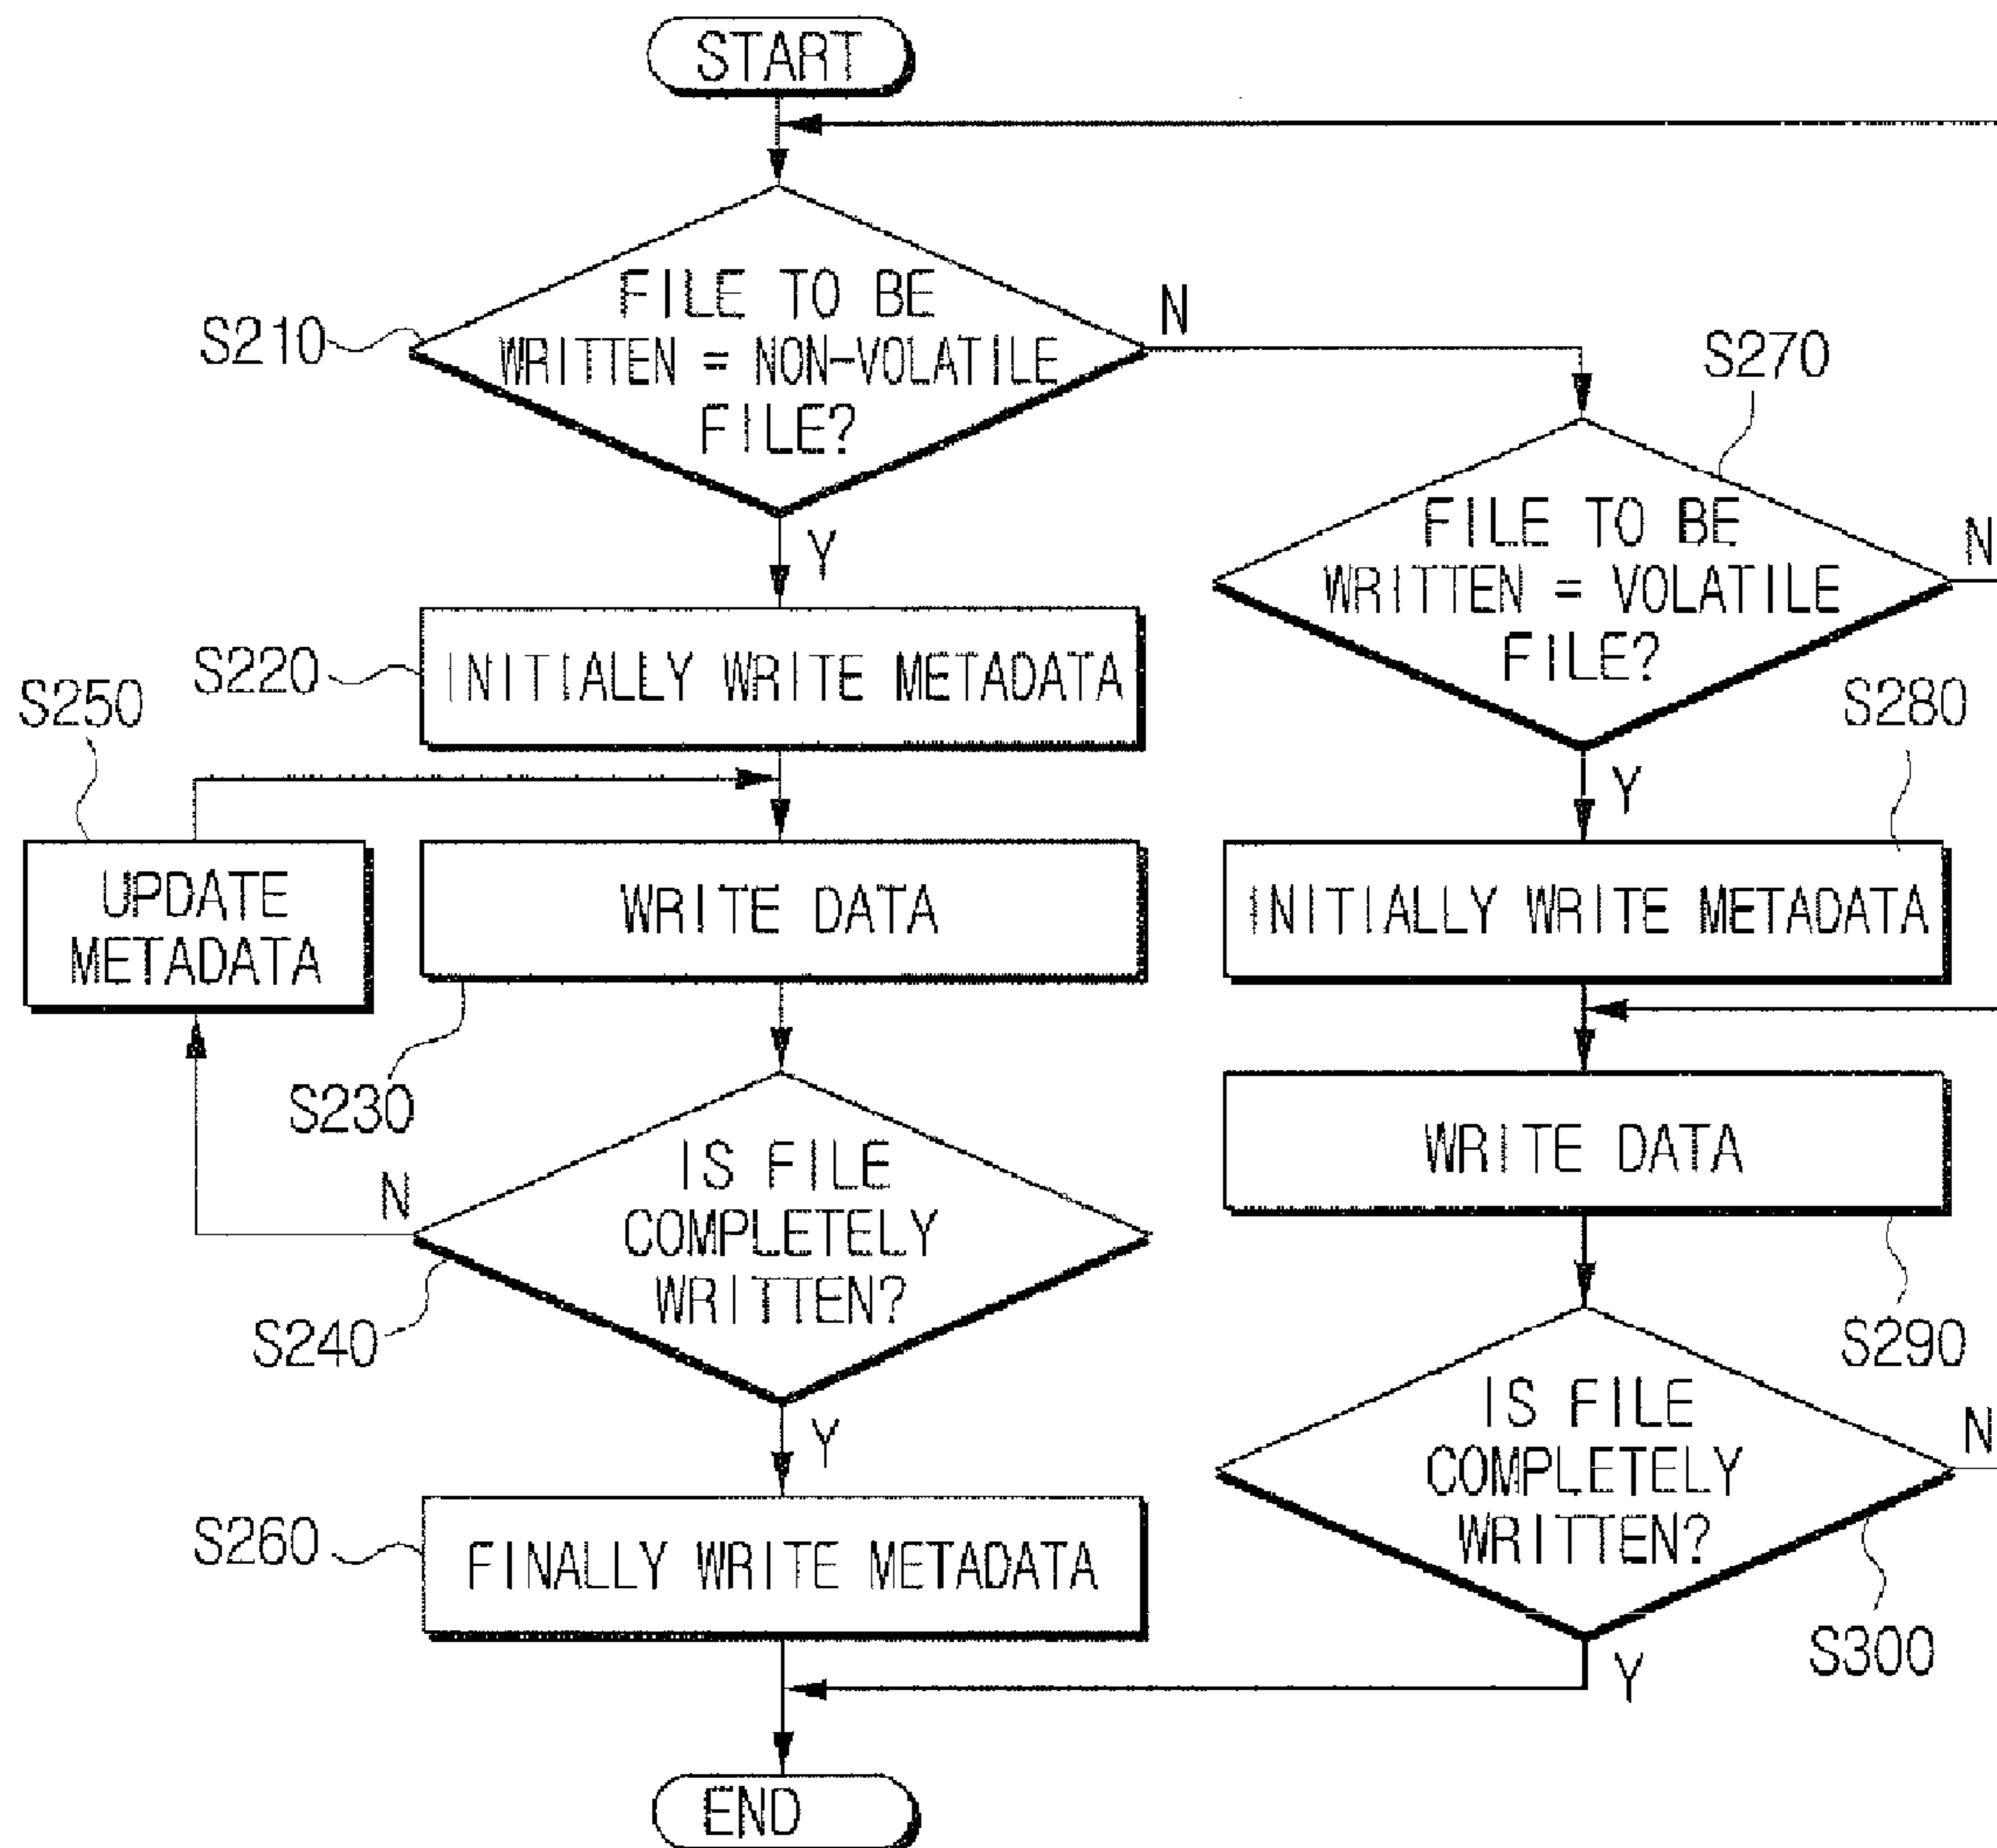 START
FILE TO BE
WRITTEN = NON-VOLATILE
FILE?
S210
N
Y
S270
FILE TO BE
WRITTEN = VOLATILE
FILE?
N
Y
S220
INITIALLY WRITE METADATA
S250
UPDATE
METADATA
WRITE DATA
S230
S280
INITIALLY WRITE METADATA
IS FILE
COMPLETELY
WRITTEN?
N
S240
Y
WRITE DATA
S290
S260
FINALLY WRITE METADATA
IS FILE
COMPLETELY
WRITTEN?
N
S300
Y
END